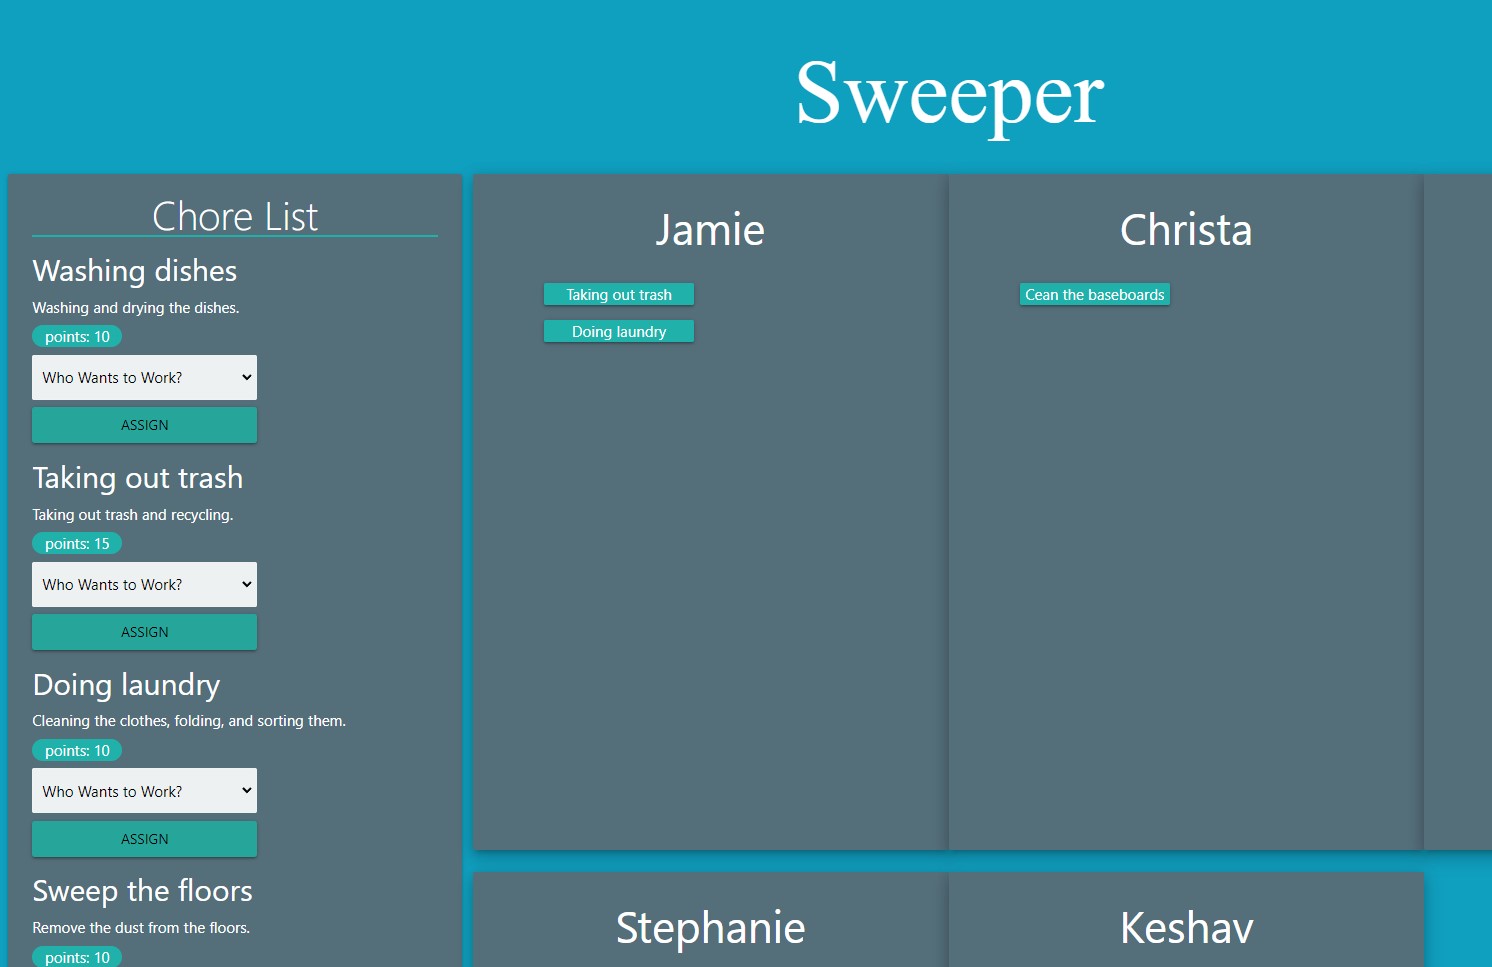 Sweeper
Chore List
Washing dishes
Washing and drying the dishes.
points: 10
Who Wants to Work?
ASSIGN
Taking out trash
Taking out trash and recycling.
points: 15
Who Wants to Work?
ASSIGN
Doing laundry
Cleaning the clothes, folding, and sorting them.
points: 10
Who Wants to Work?
ASSIGN
Sweep the floors
Remove the dust from the floors.
points: 10
Jamie
Taking out trash
Doing laundry
Christa
Cean the baseboards
Stephanie
Keshav